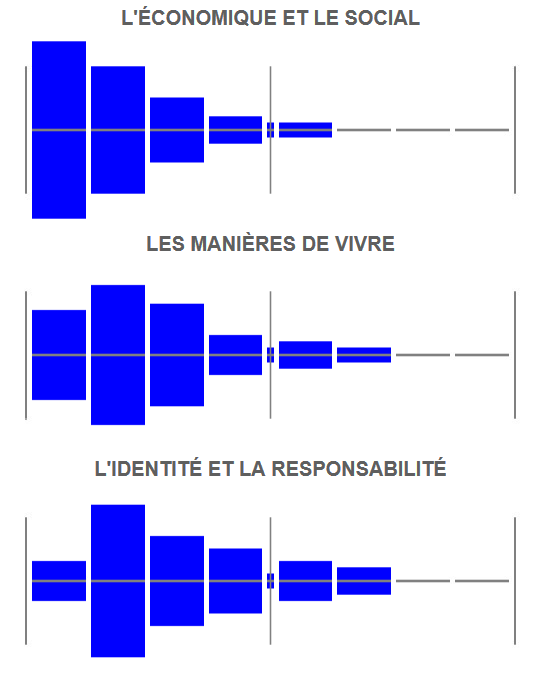 L'ÉCONOMIQUE ET LE SOCIAL
LES MANIÈRES DE VIVRE
L'IDENTITÉ ET LA RESPONSABILITÉ